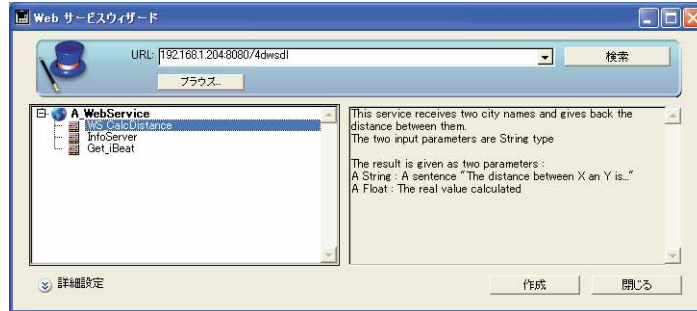 Web サービスウィザード
URL: 192.168.1.204:8080/4dwsdl
検索
ブラウズ...
A_WebService
WS_CalcDistance
InfoServer
Get_iBeat
This service receives two city names and gives back the
distance between them.
The two input parameters are String type
The result is given as two parameters :
A String : A sentence "The distance between X an Y is..."
A Float : The real value calculated
詳細設定
作成
閉じる